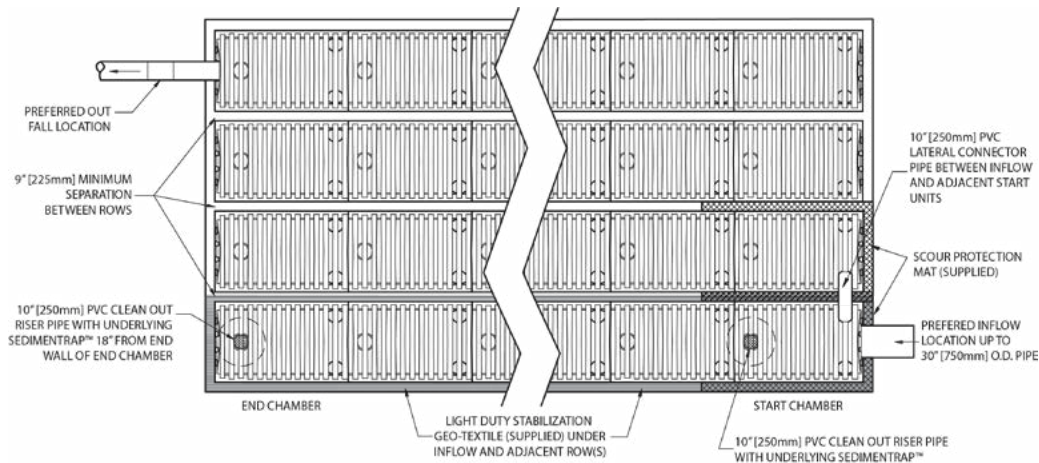 PREFERRED OUT
FALL LOCATION
9" [225mm] MINIMUM
SEPARATION
BETWEEN ROWS
10" [250mm] PVC CLEAN OUT
RISER PIPE WITH UNDERLYING
SEDIMENTRAP™ 18" FROM END
WALL OF END CHAMBER
10" [250mm] PVC
LATERAL CONNECTOR
PIPE BETWEEN INFLOW
AND ADJACENT START
UNITS
SCOUR PROTECTION
MAT (SUPPLIED)
PREFERED INFLOW
LOCATION UP TO
30" [750mm] O.D. PIPE
END CHAMBER
LIGHT DUTY STABILIZATION
GEO-TEXTILE (SUPPLIED) UNDER
INFLOW AND ADJACENT ROW(S)
START CHAMBER
10" [250mm] PVC CLEAN OUT RISER PIPE
WITH UNDERLYING SEDIMENTRAP™